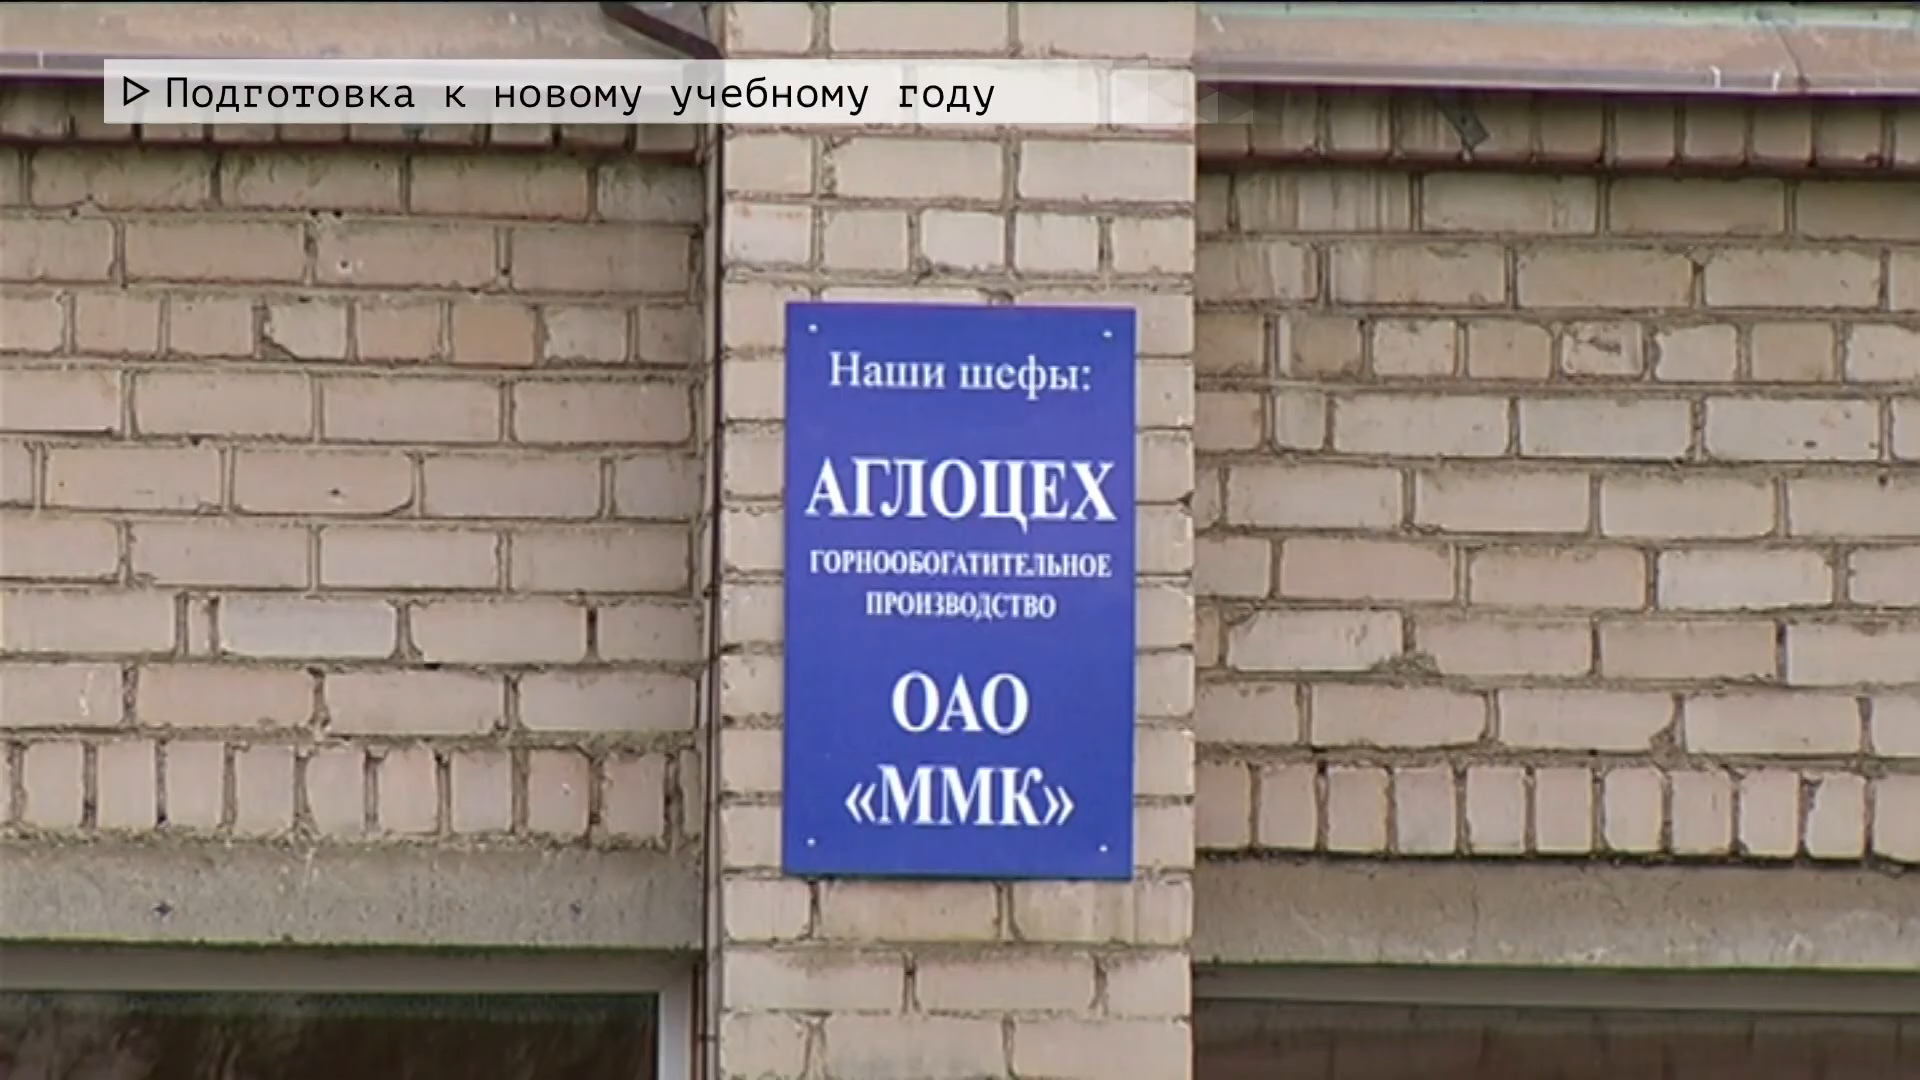 Подготовка к новому учебному году
Наши шефы:
АГЛОЦЕХ
ГОРНООБОГАТИТЕЛЬНОЕ
ПРОИЗВОДСТВО
ОАО
«ММК»